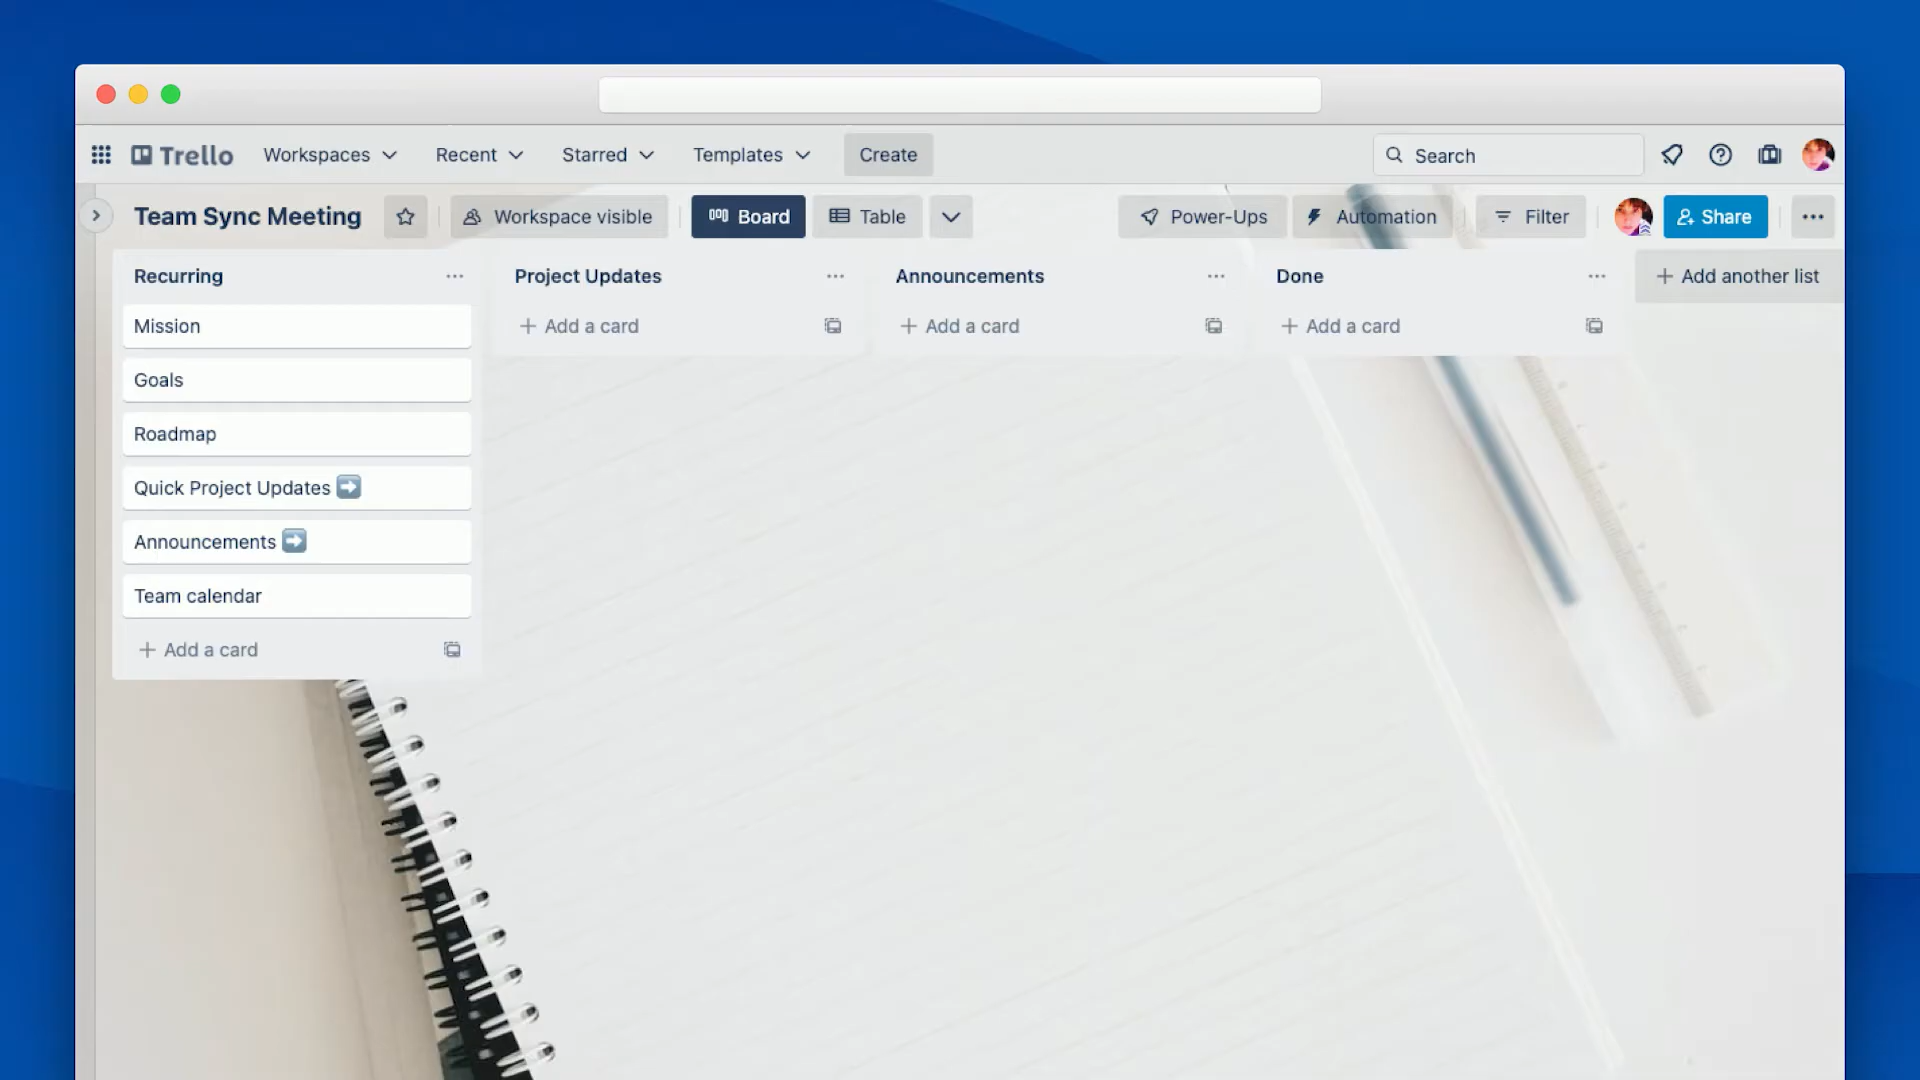 Trello Workspaces Recent Starred Templates Create Search
Team Sync Meeting Workspace visible Board Table Power-Ups Automation Filter Share
Recurring
Mission
Goals
Roadmap
Quick Project Updates ➡️
Announcements ➡️
Team calendar
+ Add a card
Project Updates
+ Add a card
Announcements
+ Add a card
Done
+ Add a card
+ Add another list